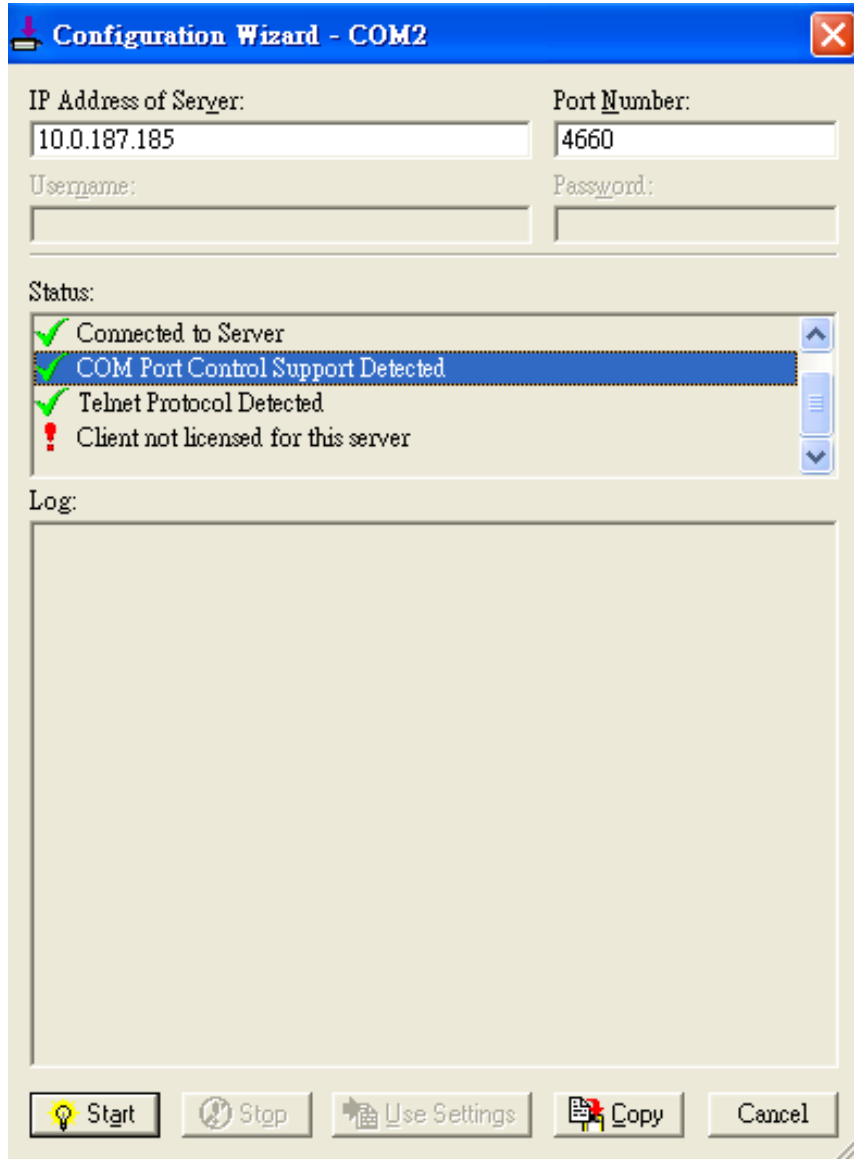 Configuration Wizard - COM2
IP Address of Server: Port Number:
10.0.187.185 4660
Username: Password:
Status:
Connected to Server
COM Port Control Support Detected
Telnet Protocol Detected
Client not licensed for this server
Log:
Start Stop Use Settings Copy Cancel